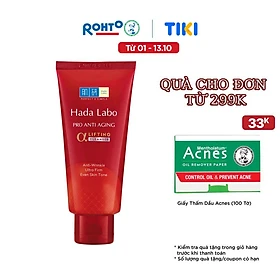 ROHTO
TIKI
TỪ 01 - 13.10
QUÀ CHO ĐƠN
TỪ 299K
33K
Hada Labo
PRO ANTI AGING
α LIFTING
Anti-Wrinkle
Ultra Firm
Even Skin Tone
Mentholatum
Acnes
OIL REMOVER PAPER
CONTROL OIL & PREVENT ACNE
Giấy Thấm Dầu Acnes (100 Tờ)
* Kiểm tra quà tặng trong giỏ hàng
trước khi thanh toán
* Số lượng quà tặng/coupon có hạn